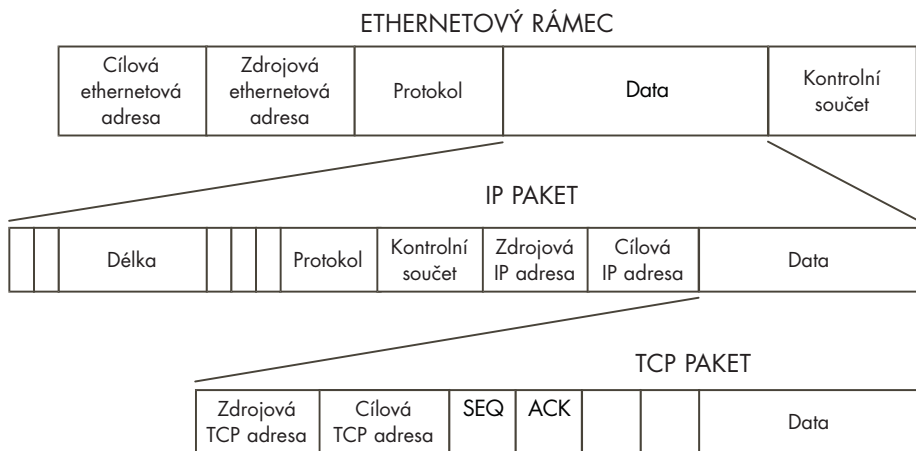 ETHERNETOVÝ RÁMEC
Cílová
ethernetová
adresa
Zdrojová
ethernetová
adresa
Protokol
Data
Kontrolní
součet
IP PAKET
Délka
Protokol
Kontrolní
součet
Zdrojová
IP adresa
Cílová
IP adresa
Data
TCP PAKET
Zdrojová
TCP adresa
Cílová
TCP adresa
SEQ
ACK
Data